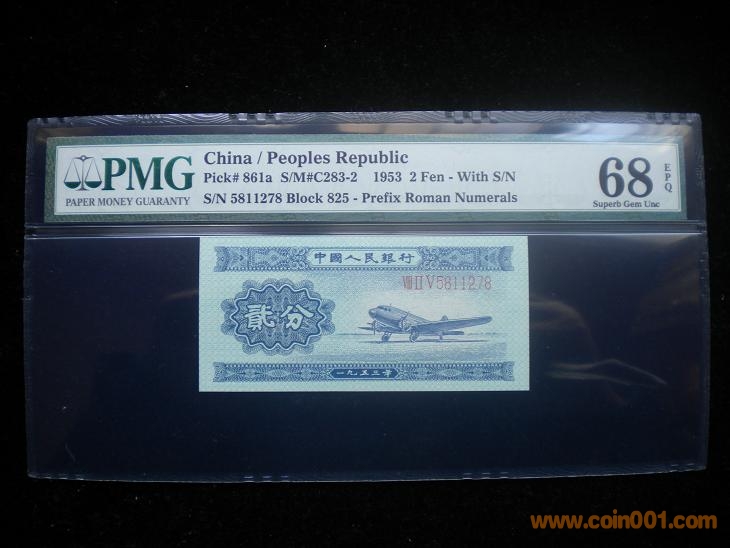 PMG
PAPER MONEY GUARANTY
China / Peoples Republic
Pick# 861a S/M#C283-2 1953 2 Fen - With S/N
S/N 5811278 Block 825 - Prefix Roman Numerals
68
EPQ
Superb Gem Unc
中國人民銀行
VIII II V 5811278
貳分
一九五三年
www.coin001.com